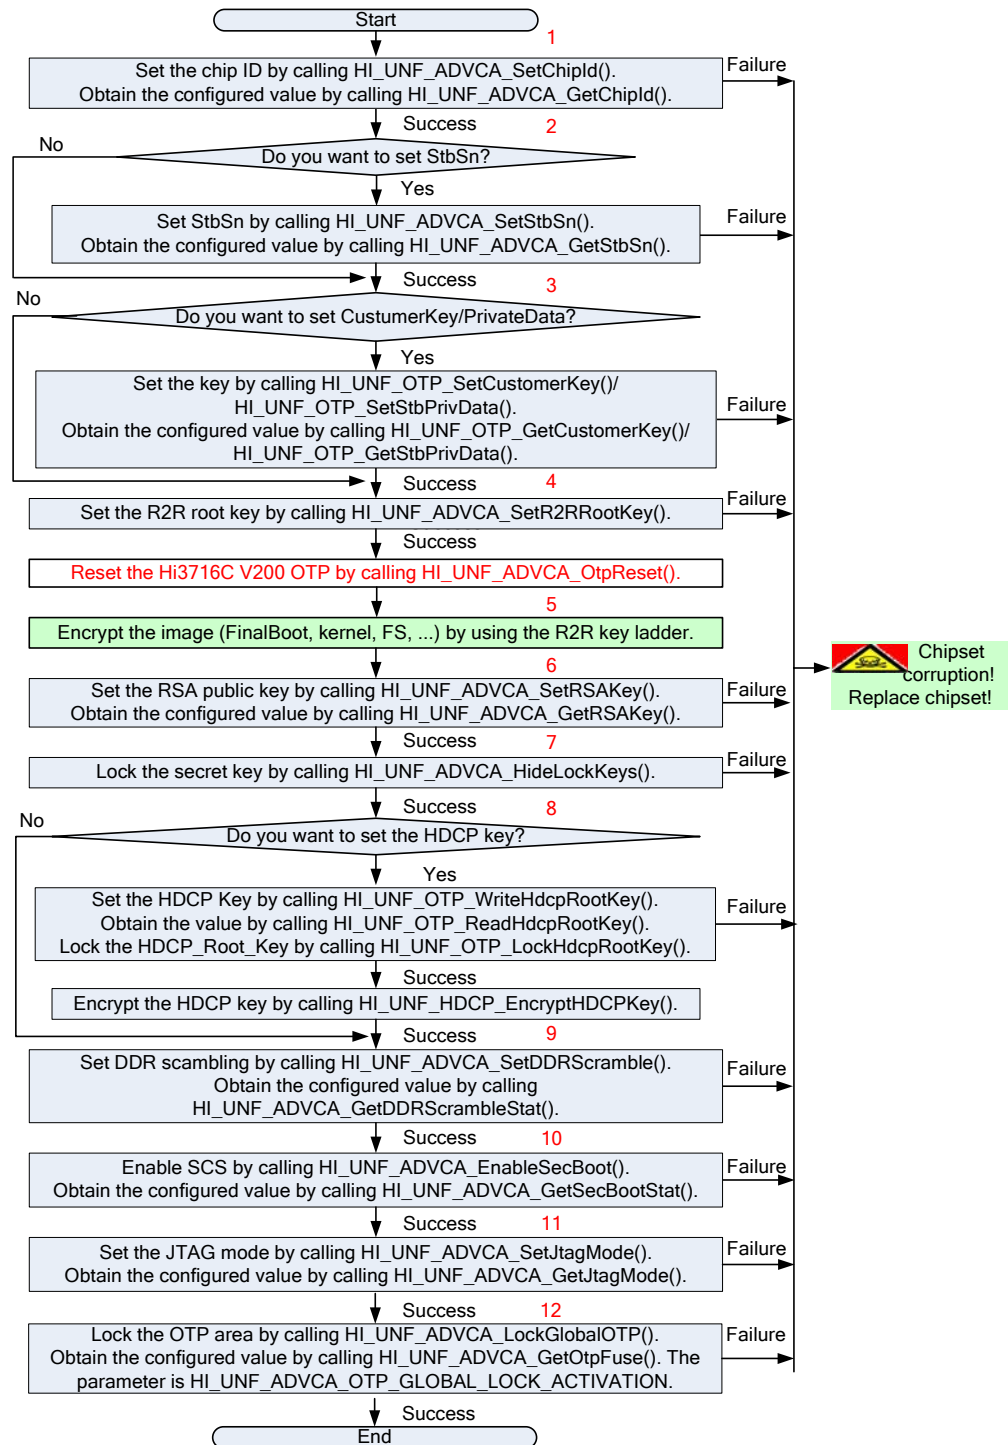 Start
1
Set the chip ID by calling HI_UNF_ADVCA_SetChipId().
Obtain the configured value by calling HI_UNF_ADVCA_GetChipId().
Failure
Success
2
No
Do you want to set StbSn?
Yes
Set StbSn by calling HI_UNF_ADVCA_SetStbSn().
Obtain the configured value by calling HI_UNF_ADVCA_GetStbSn().
Failure
Success
3
No
Do you want to set CustumerKey/PrivateData?
Yes
Set the key by calling HI_UNF_OTP_SetCustomerKey()/
HI_UNF_OTP_SetStbPrivData().
Obtain the configured value by calling HI_UNF_OTP_GetCustomerKey()/
HI_UNF_OTP_GetStbPrivData().
Failure
Success
4
Set the R2R root key by calling HI_UNF_ADVCA_SetR2RRootKey().
Failure
Success
Reset the Hi3716C V200 OTP by calling HI_UNF_ADVCA_OtpReset().
5
Encrypt the image (FinalBoot, kernel, FS, ...) by using the R2R key ladder.
6
Chipset
corruption!
Replace chipset!
Set the RSA public key by calling HI_UNF_ADVCA_SetRSAKey().
Obtain the configured value by calling HI_UNF_ADVCA_GetRSAKey().
Failure
Success
7
Lock the secret key by calling HI_UNF_ADVCA_HideLockKeys().
Failure
Success
8
No
Do you want to set the HDCP key?
Yes
Set the HDCP Key by calling HI_UNF_OTP_WriteHdcpRootKey().
Obtain the value by calling HI_UNF_OTP_ReadHdcpRootKey().
Lock the HDCP_Root_Key by calling HI_UNF_OTP_LockHdcpRootKey().
Failure
Success
Encrypt the HDCP key by calling HI_UNF_HDCP_EncryptHDCPKey().
Success
9
Set DDR scambling by calling HI_UNF_ADVCA_SetDDRScramble().
Obtain the configured value by calling
HI_UNF_ADVCA_GetDDRScrambleStat().
Failure
Success
10
Enable SCS by calling HI_UNF_ADVCA_EnableSecBoot().
Obtain the configured value by calling HI_UNF_ADVCA_GetSecBootStat().
Failure
Success
11
Set the JTAG mode by calling HI_UNF_ADVCA_SetJtagMode().
Obtain the configured value by calling HI_UNF_ADVCA_GetJtagMode().
Failure
Success
12
Lock the OTP area by calling HI_UNF_ADVCA_LockGlobalOTP().
Obtain the configured value by calling HI_UNF_ADVCA_GetOtpFuse(). The
parameter is HI_UNF_ADVCA_OTP_GLOBAL_LOCK_ACTIVATION.
Failure
Success
End